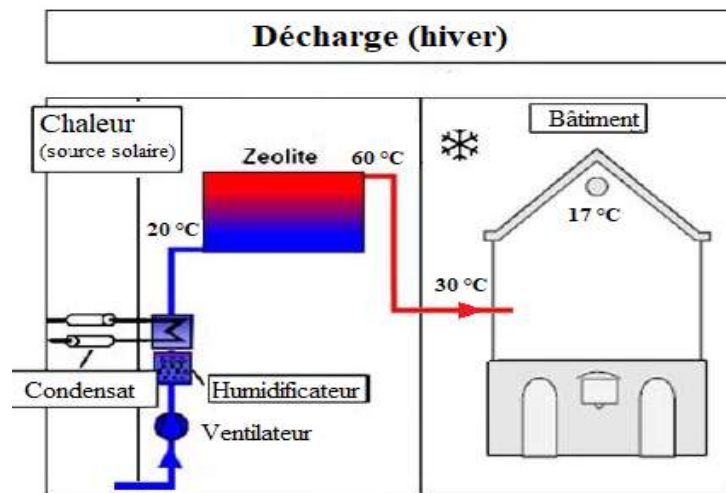 Décharge (hiver)
Chaleur
(source solaire)
Zeolite
60 °C
Bâtiment
20 °C
17 °C
30 °C
Condensat
Humidificateur
Ventilateur